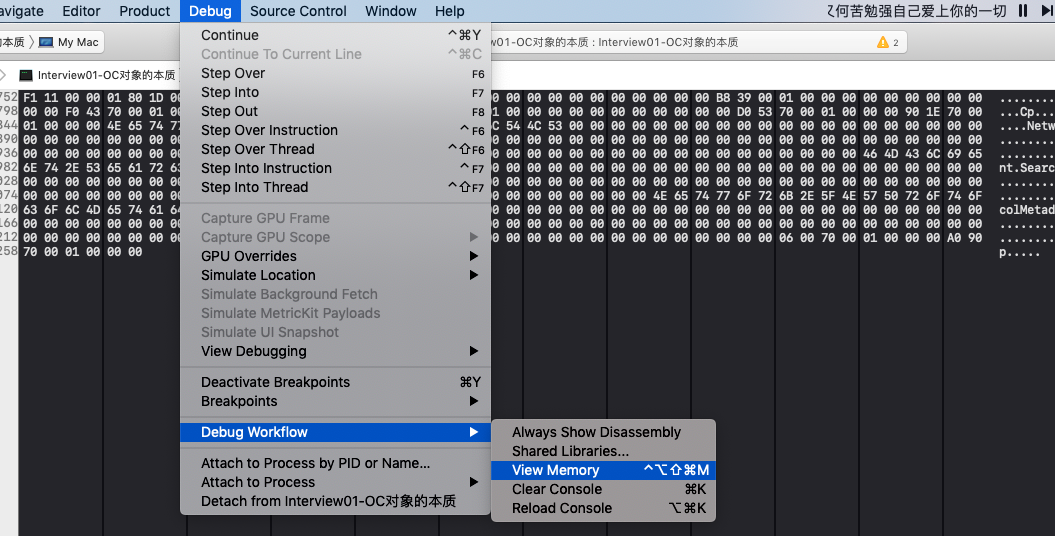 avigate Editor Product Debug Source Control Window Help 又何苦勉强自己爱上你的一切
的本质 My Mac
w01-OC对象的本质 : Interview01-OC对象的本质 2
Interview01-OC对象的本质
Continue ^⌘Y
Continue To Current Line ^⌘C
Step Over F6
Step Into F7
Step Out F8
Step Over Instruction ^F6
Step Over Thread ^⇧F6
Step Into Instruction ^F7
Step Into Thread ^⇧F7
Capture GPU Frame
Capture GPU Scope
GPU Overrides
Simulate Location
Simulate Background Fetch
Simulate MetricKit Payloads
Simulate UI Snapshot
View Debugging
Deactivate Breakpoints ⌘Y
Breakpoints
Debug Workflow
Attach to Process by PID or Name...
Attach to Process
Detach from Interview01-OC对象的本质
Always Show Disassembly
Shared Libraries...
View Memory ^⌥⇧⌘M
Clear Console ⌘K
Reload Console ⌥⌘K
752 F1 11 00 00 01 80 1D 00 00 00 00 00 00 00 00 00 00 00 B8 39 00 01 00 00 00 00 00 00 00 00 00 ........
798 00 00 F0 43 70 00 01 00 01 00 00 00 00 00 00 00 00 00 00 D0 53 70 00 01 00 00 00 90 1E 70 00 ...Cp...
844 01 00 00 00 4E 65 74 77 6C 54 4C 53 00 00 00 00 00 00 00 00 00 00 00 00 00 00 00 00 00 00 00 ....Netw
890 00 00 00 00 00 00 00 00 00 00 00 00 00 00 00 00 00 00 00 00 00 00 00 00 00 00 00 00 00 00 ........
936 00 00 00 00 00 00 00 00 00 00 00 00 00 00 00 00 00 00 00 00 00 00 46 4D 43 6C 69 65 ........
982 6E 74 2E 53 65 61 72 63 00 00 00 00 00 00 00 00 00 00 00 00 00 00 00 00 00 00 00 00 00 nt.Searc
028 00 00 00 00 00 00 00 00 00 00 00 00 00 00 00 00 00 00 00 00 00 00 00 00 00 00 00 00 00 00 ........
074 00 00 00 00 00 00 00 00 00 00 00 00 00 00 00 00 4E 65 74 77 6F 72 6B 2E 5F 4E 57 50 72 6F 74 6F ........
120 63 6F 6C 4D 65 74 61 64 00 00 00 00 00 00 00 00 00 00 00 00 00 00 00 00 00 00 00 00 00 colMetad
166 00 00 00 00 00 00 00 00 00 00 00 00 00 00 00 00 00 00 00 00 00 00 00 00 00 00 00 00 00 00 ........
212 00 00 00 00 00 00 00 00 00 00 00 00 00 00 00 00 00 00 00 00 00 00 06 00 70 00 01 00 00 00 A0 90 ........
258 70 00 01 00 00 00 p.....